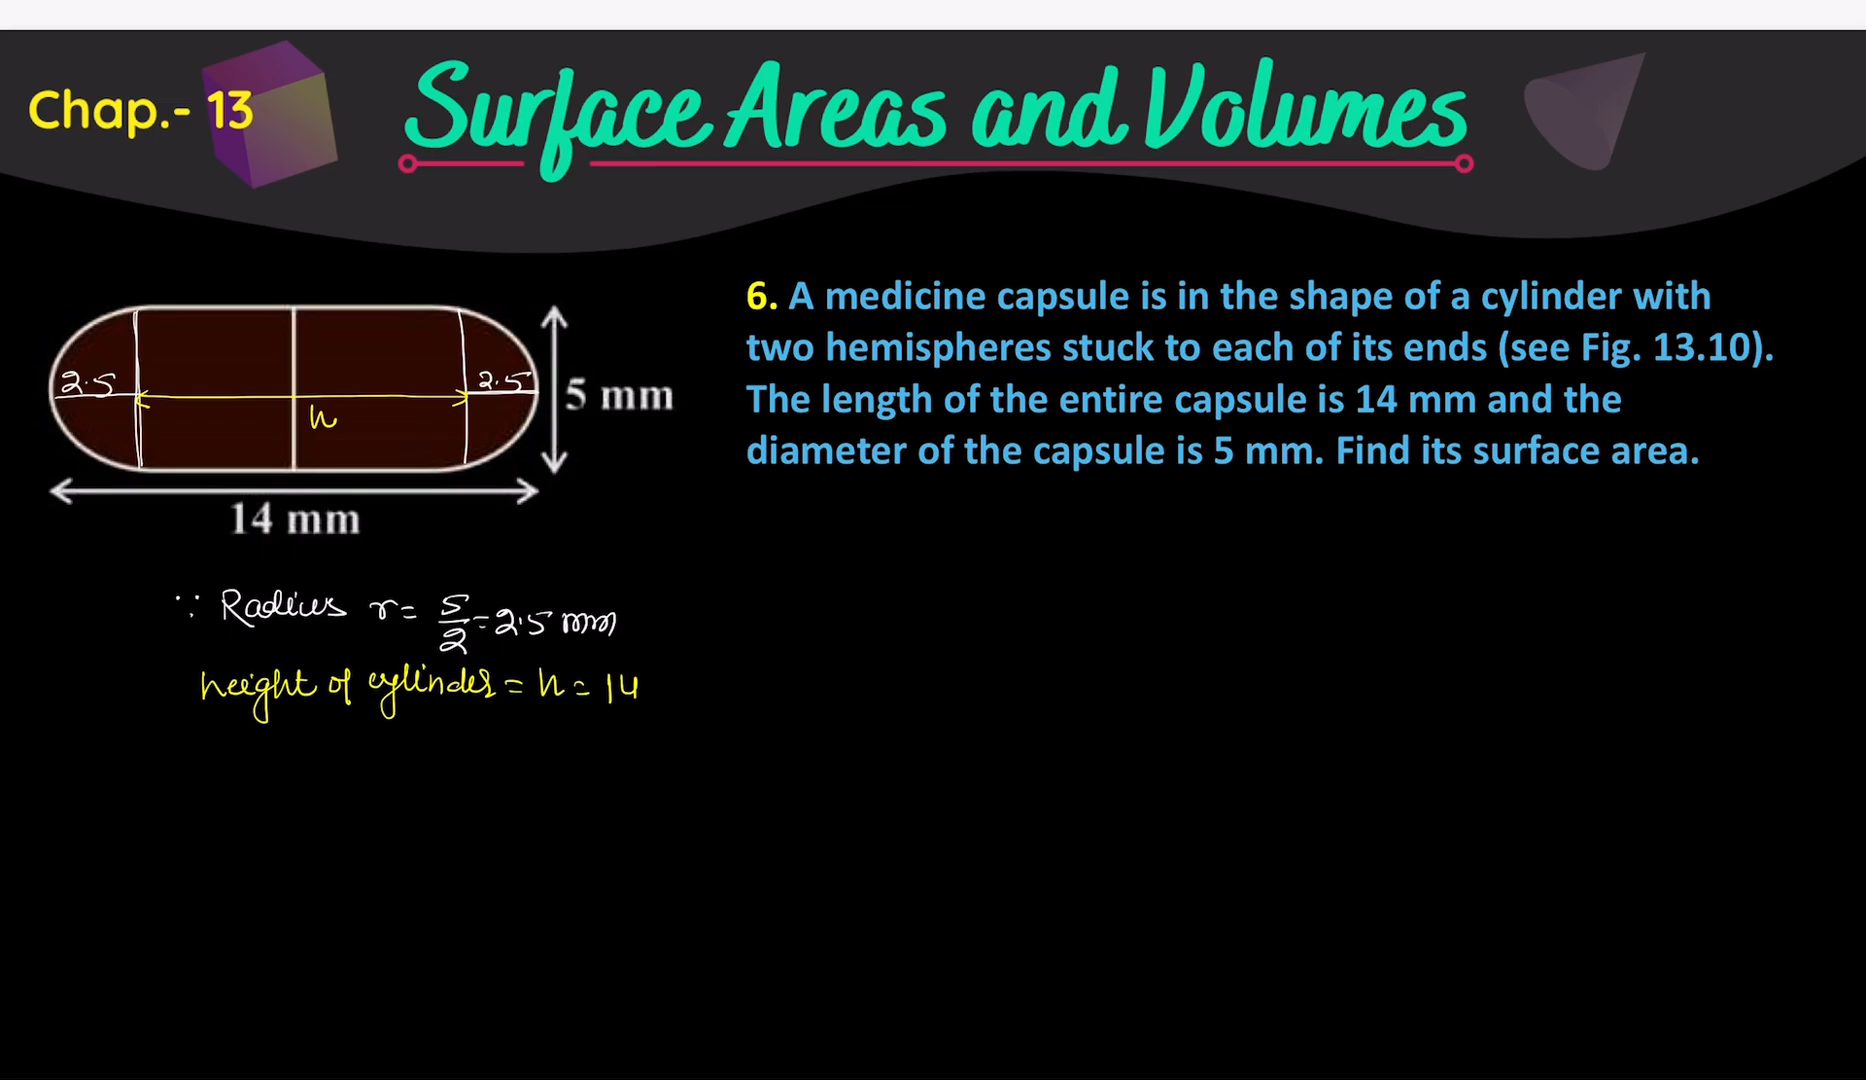 Chap.- 13
Surface Areas and Volumes
2.5
2.5
h
5 mm
14 mm
6. A medicine capsule is in the shape of a cylinder with
two hemispheres stuck to each of its ends (see Fig. 13.10).
The length of the entire capsule is 14 mm and the
diameter of the capsule is 5 mm. Find its surface area.
∵ Radius r = 5/2 = 2.5 mm
height of cylinder = h = 14